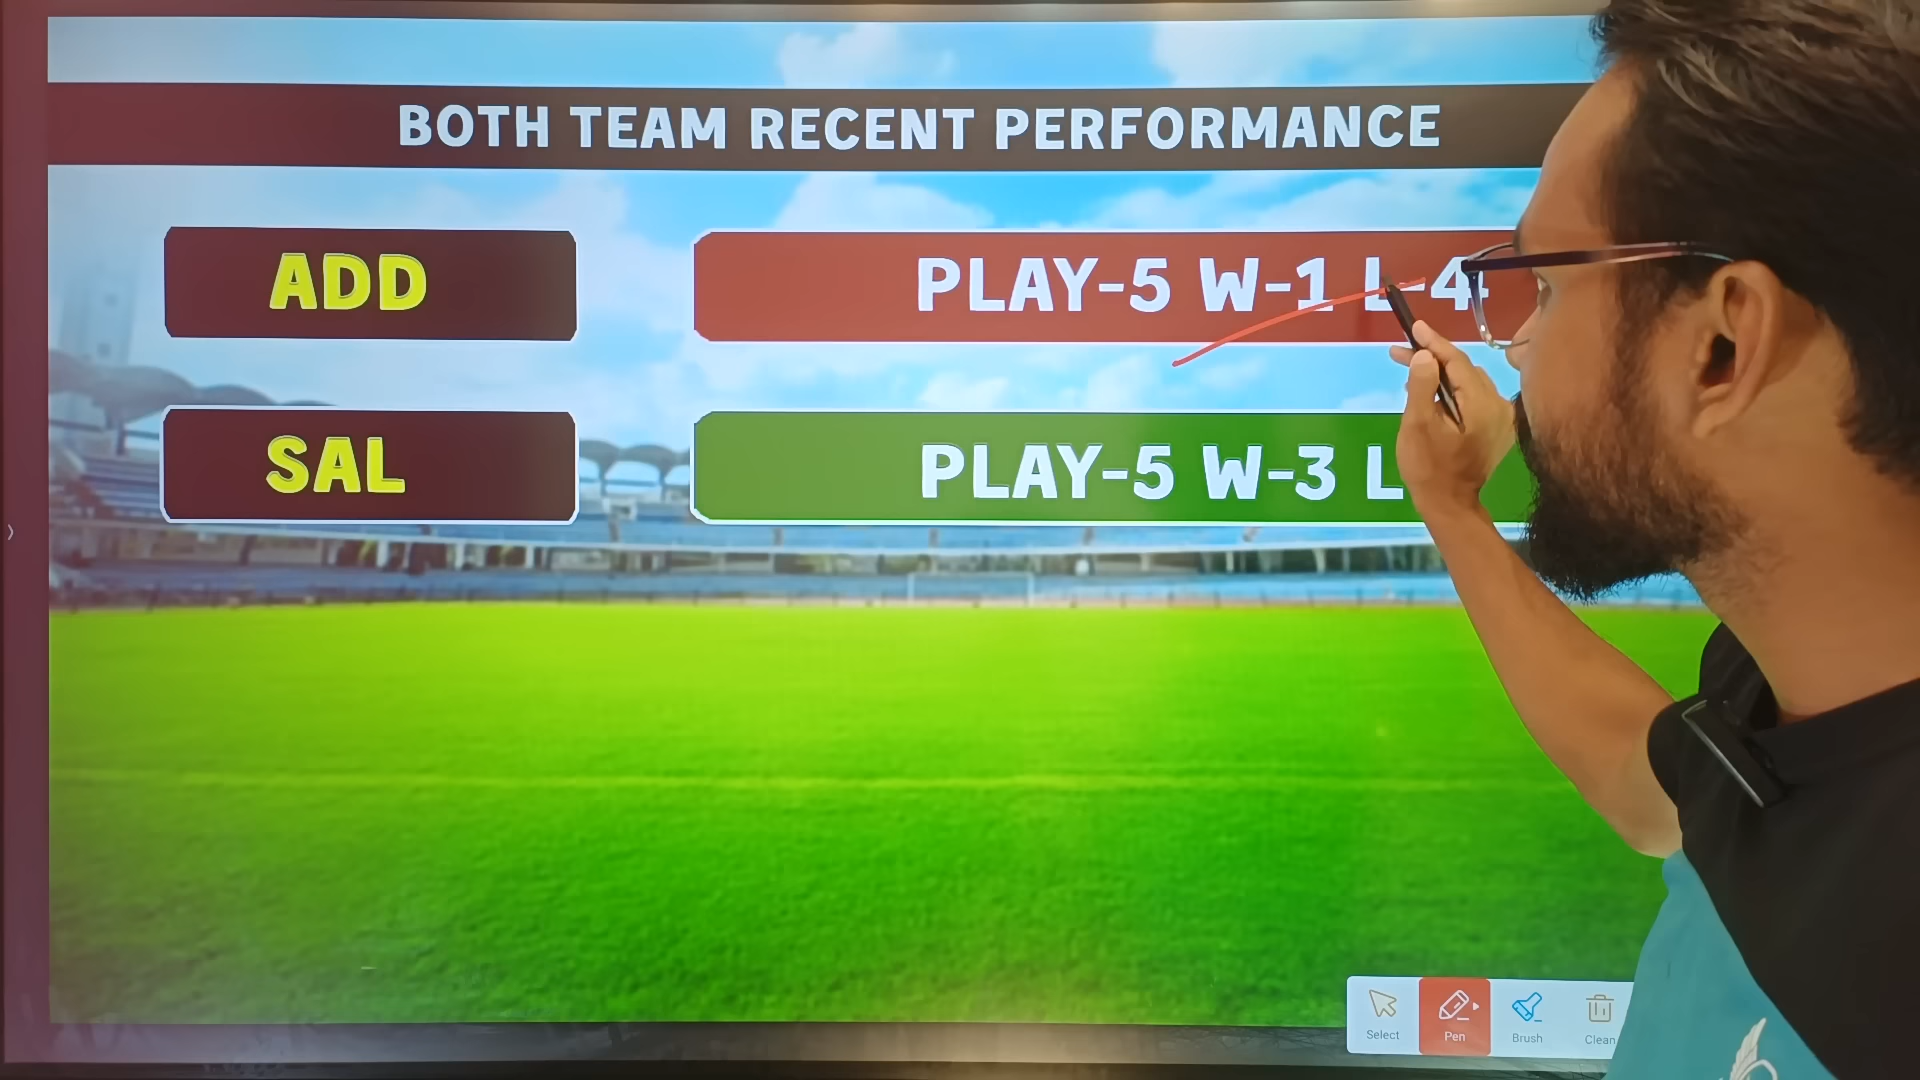 BOTH TEAM RECENT PERFORMANCE
ADD
PLAY-5 W-1 L-4
SAL
PLAY-5 W-3 L
Select
Pen
Brush
Clean